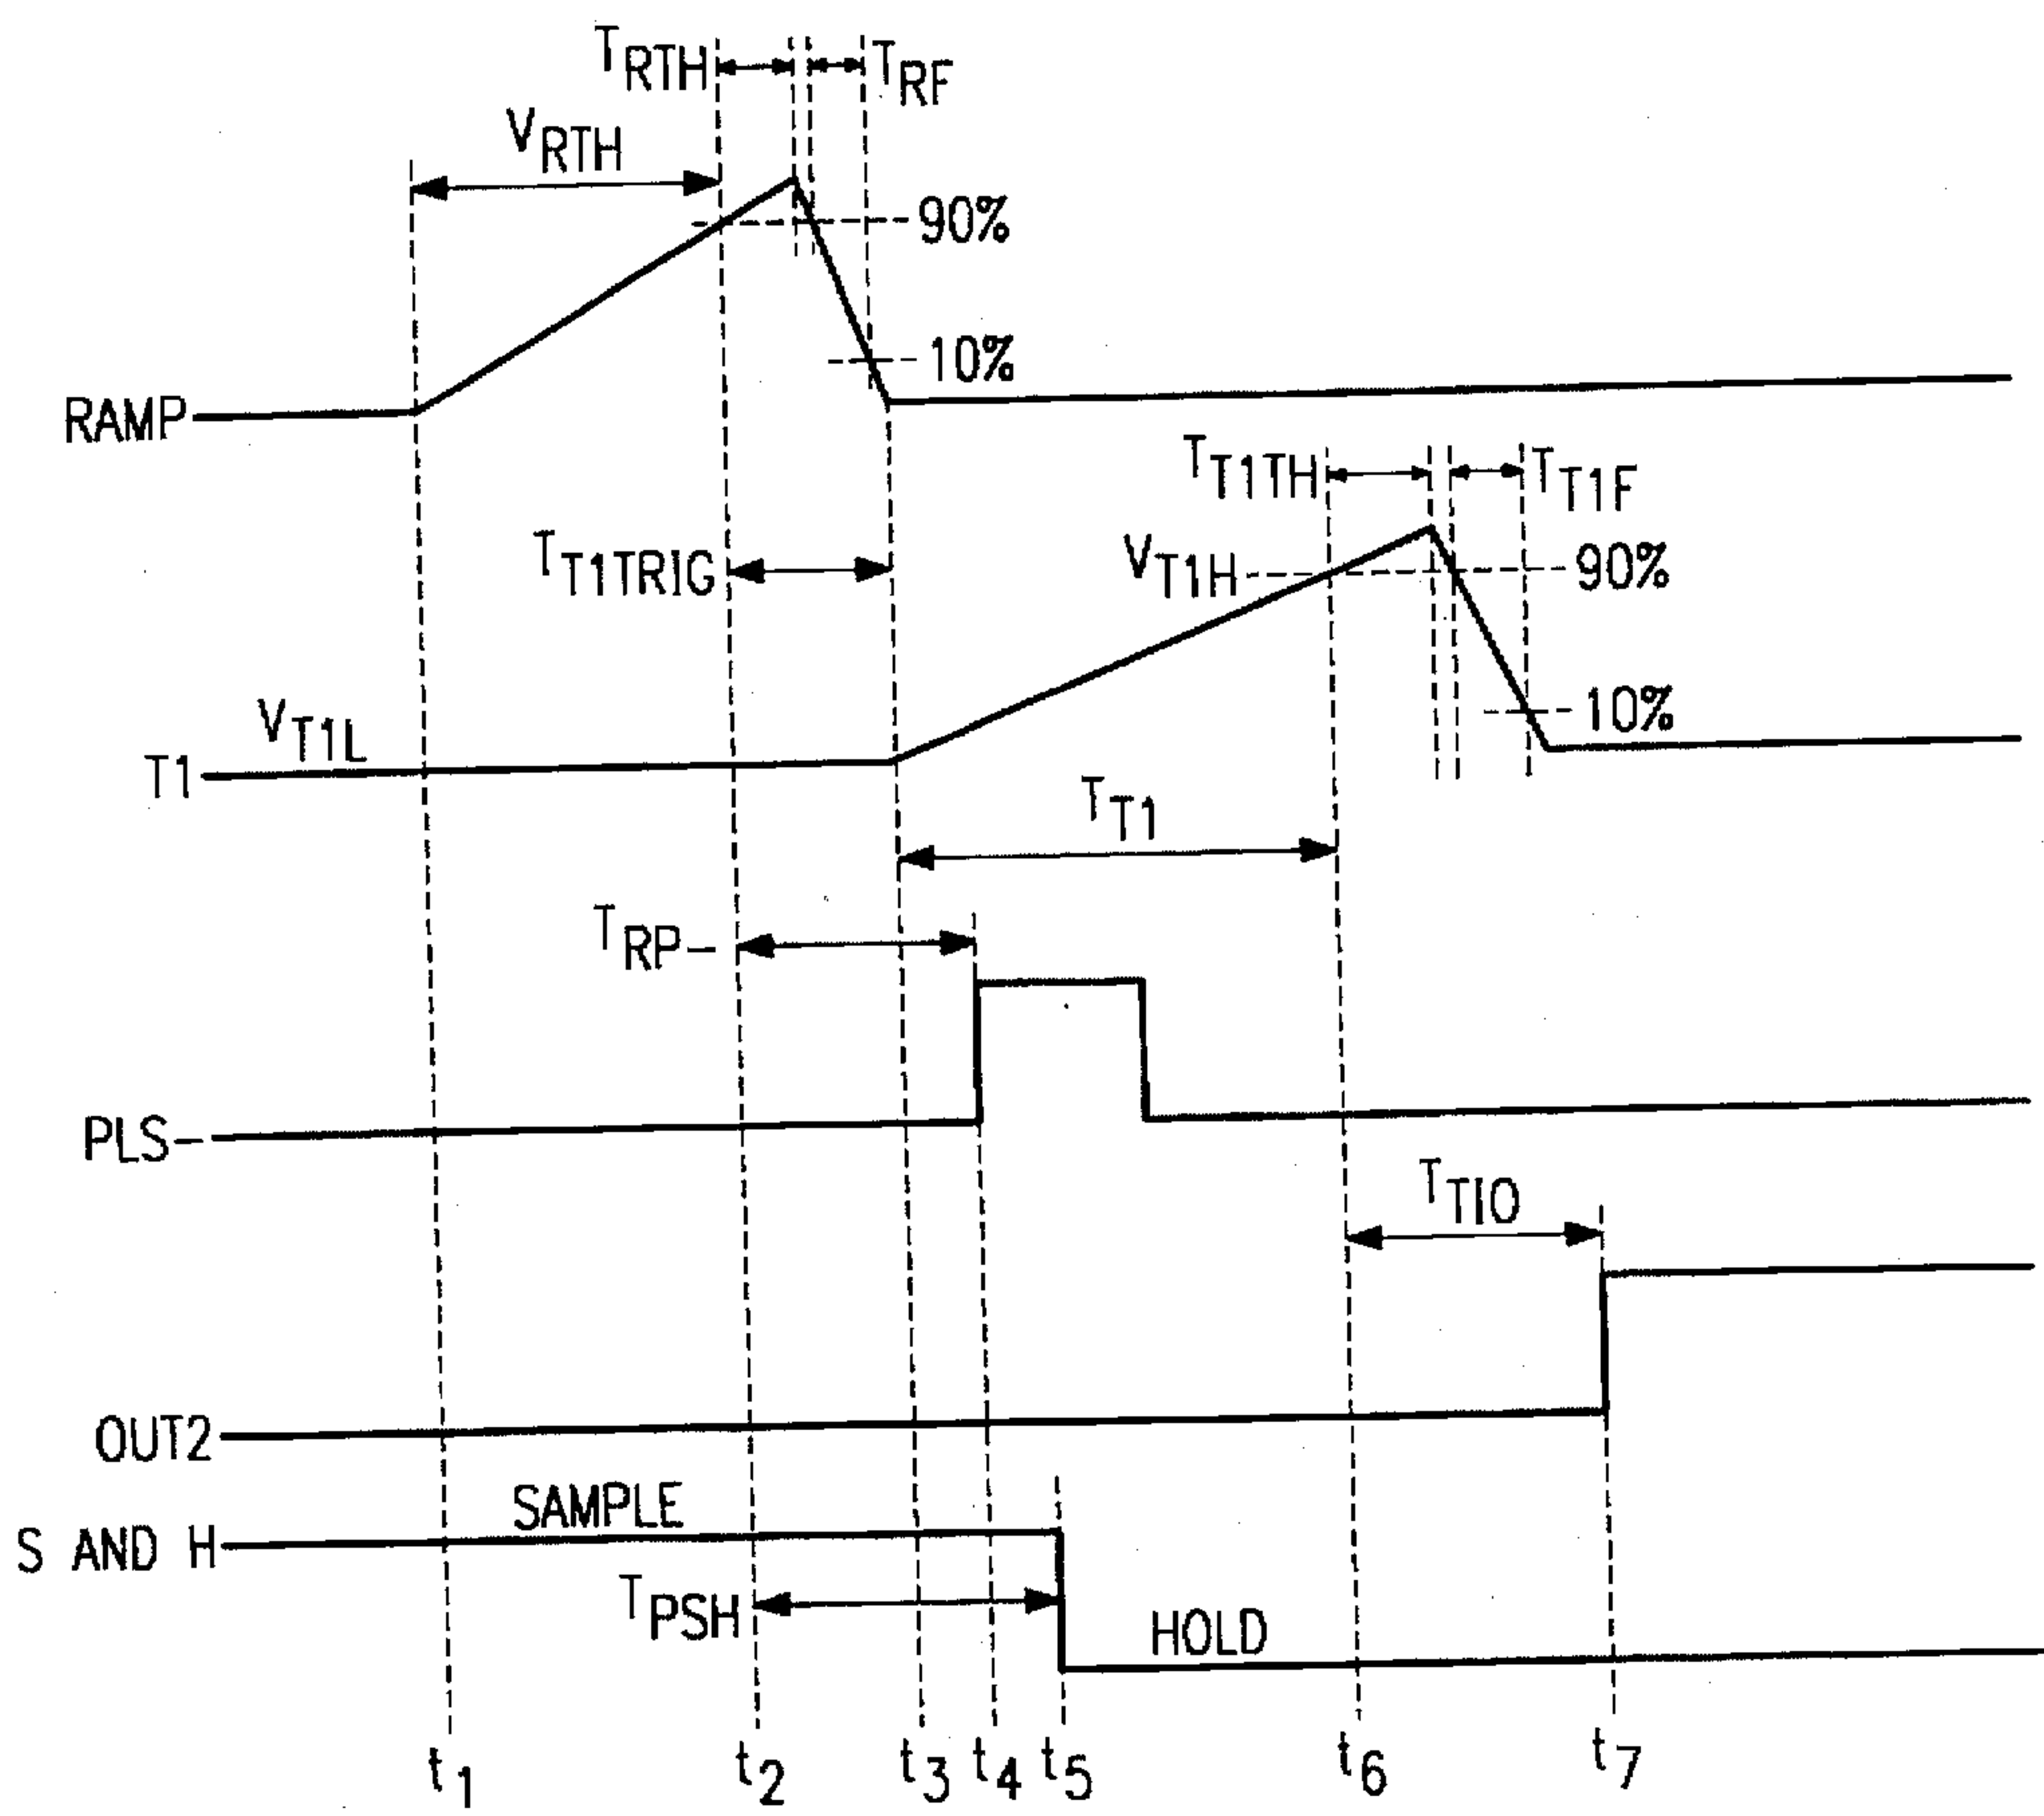 TRTH
TRF
VRTH
90%
10%
RAMP
TT1TH
TT1F
TT1TRIG
VT1H
90%
VT1L
10%
T1
TT1
TRP-
PLS-
TTIO
OUT2
SAMPLE
S AND H
TPSH
HOLD
t1 t2 t3 t4 t5 t6 t7